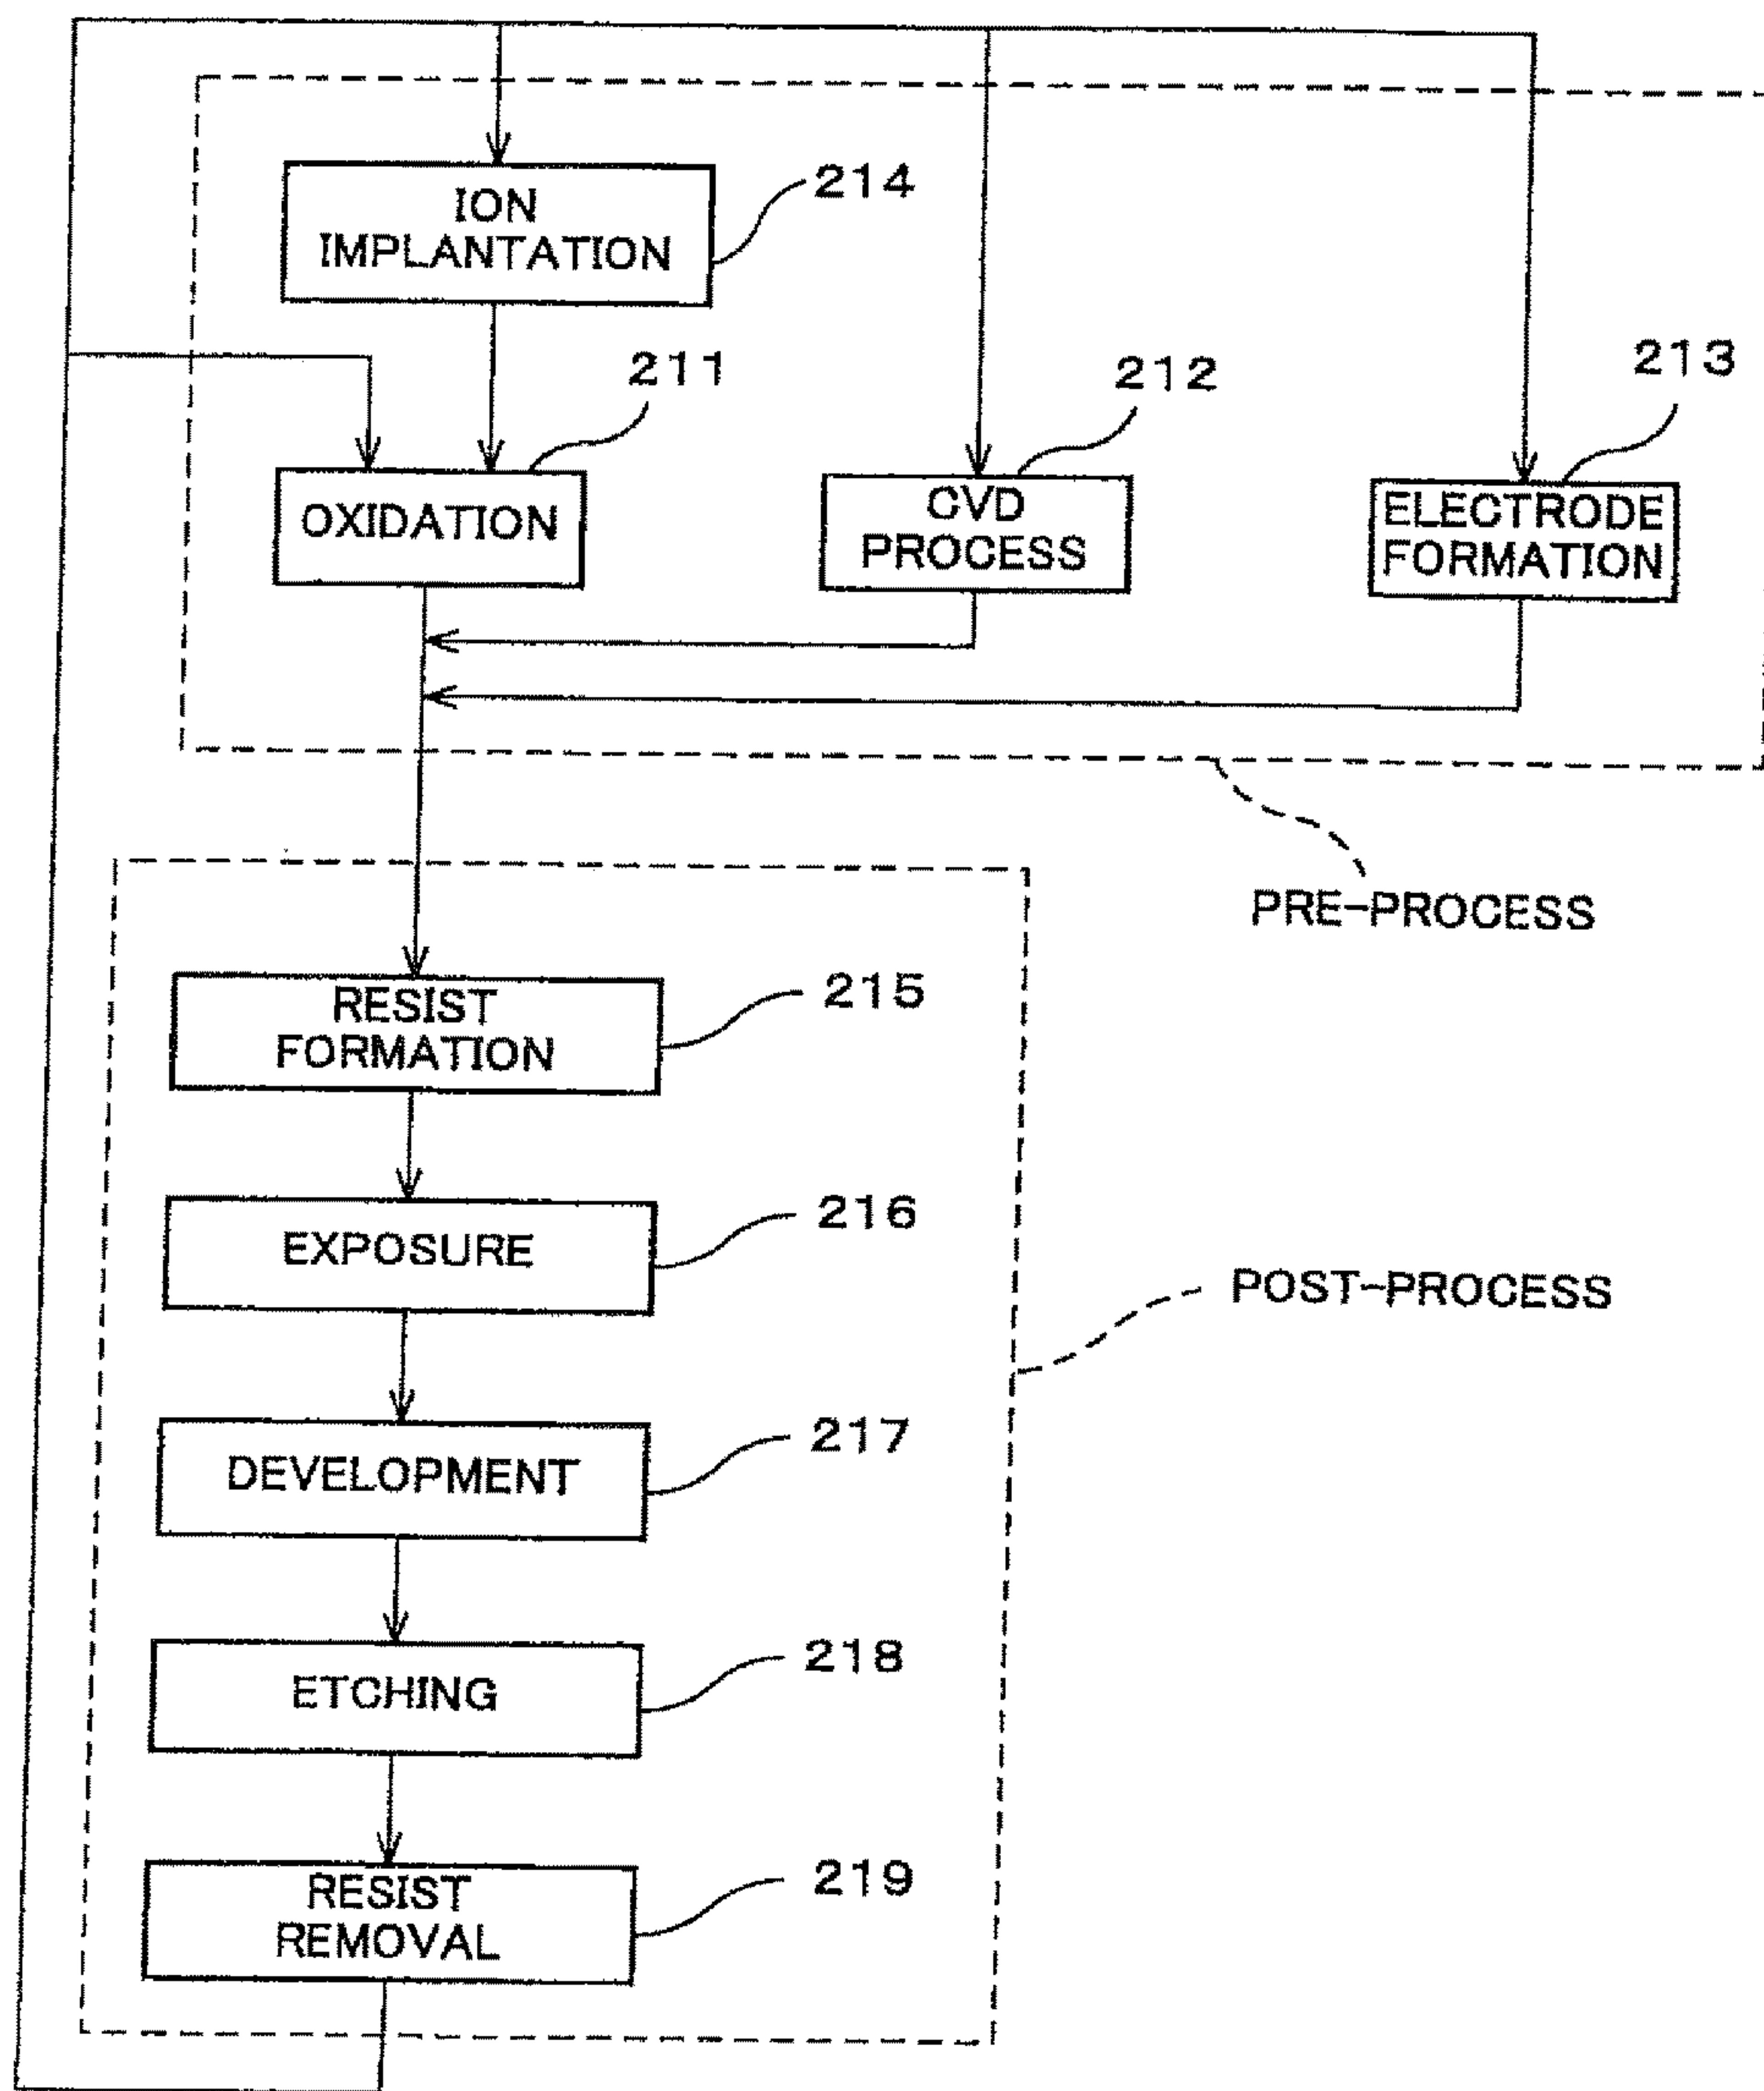 214
ION
IMPLANTATION
211
212
213
OXIDATION
CVD
PROCESS
ELECTRODE
FORMATION
PRE-PROCESS
215
RESIST
FORMATION
216
EXPOSURE
POST-PROCESS
217
DEVELOPMENT
218
ETCHING
219
RESIST
REMOVAL